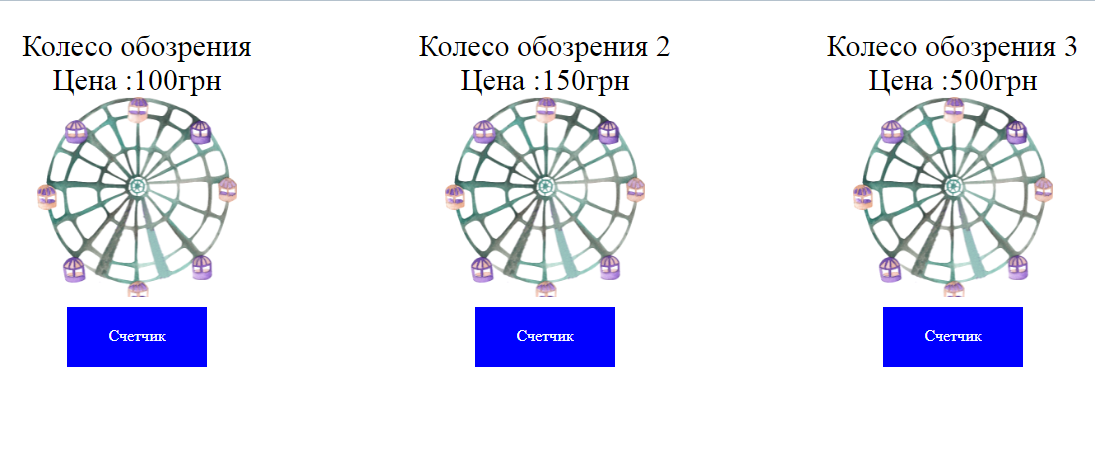 Колесо обозрения
Цена :100грн
Счетчик
Колесо обозрения 2
Цена :150грн
Счетчик
Колесо обозрения 3
Цена :500грн
Счетчик